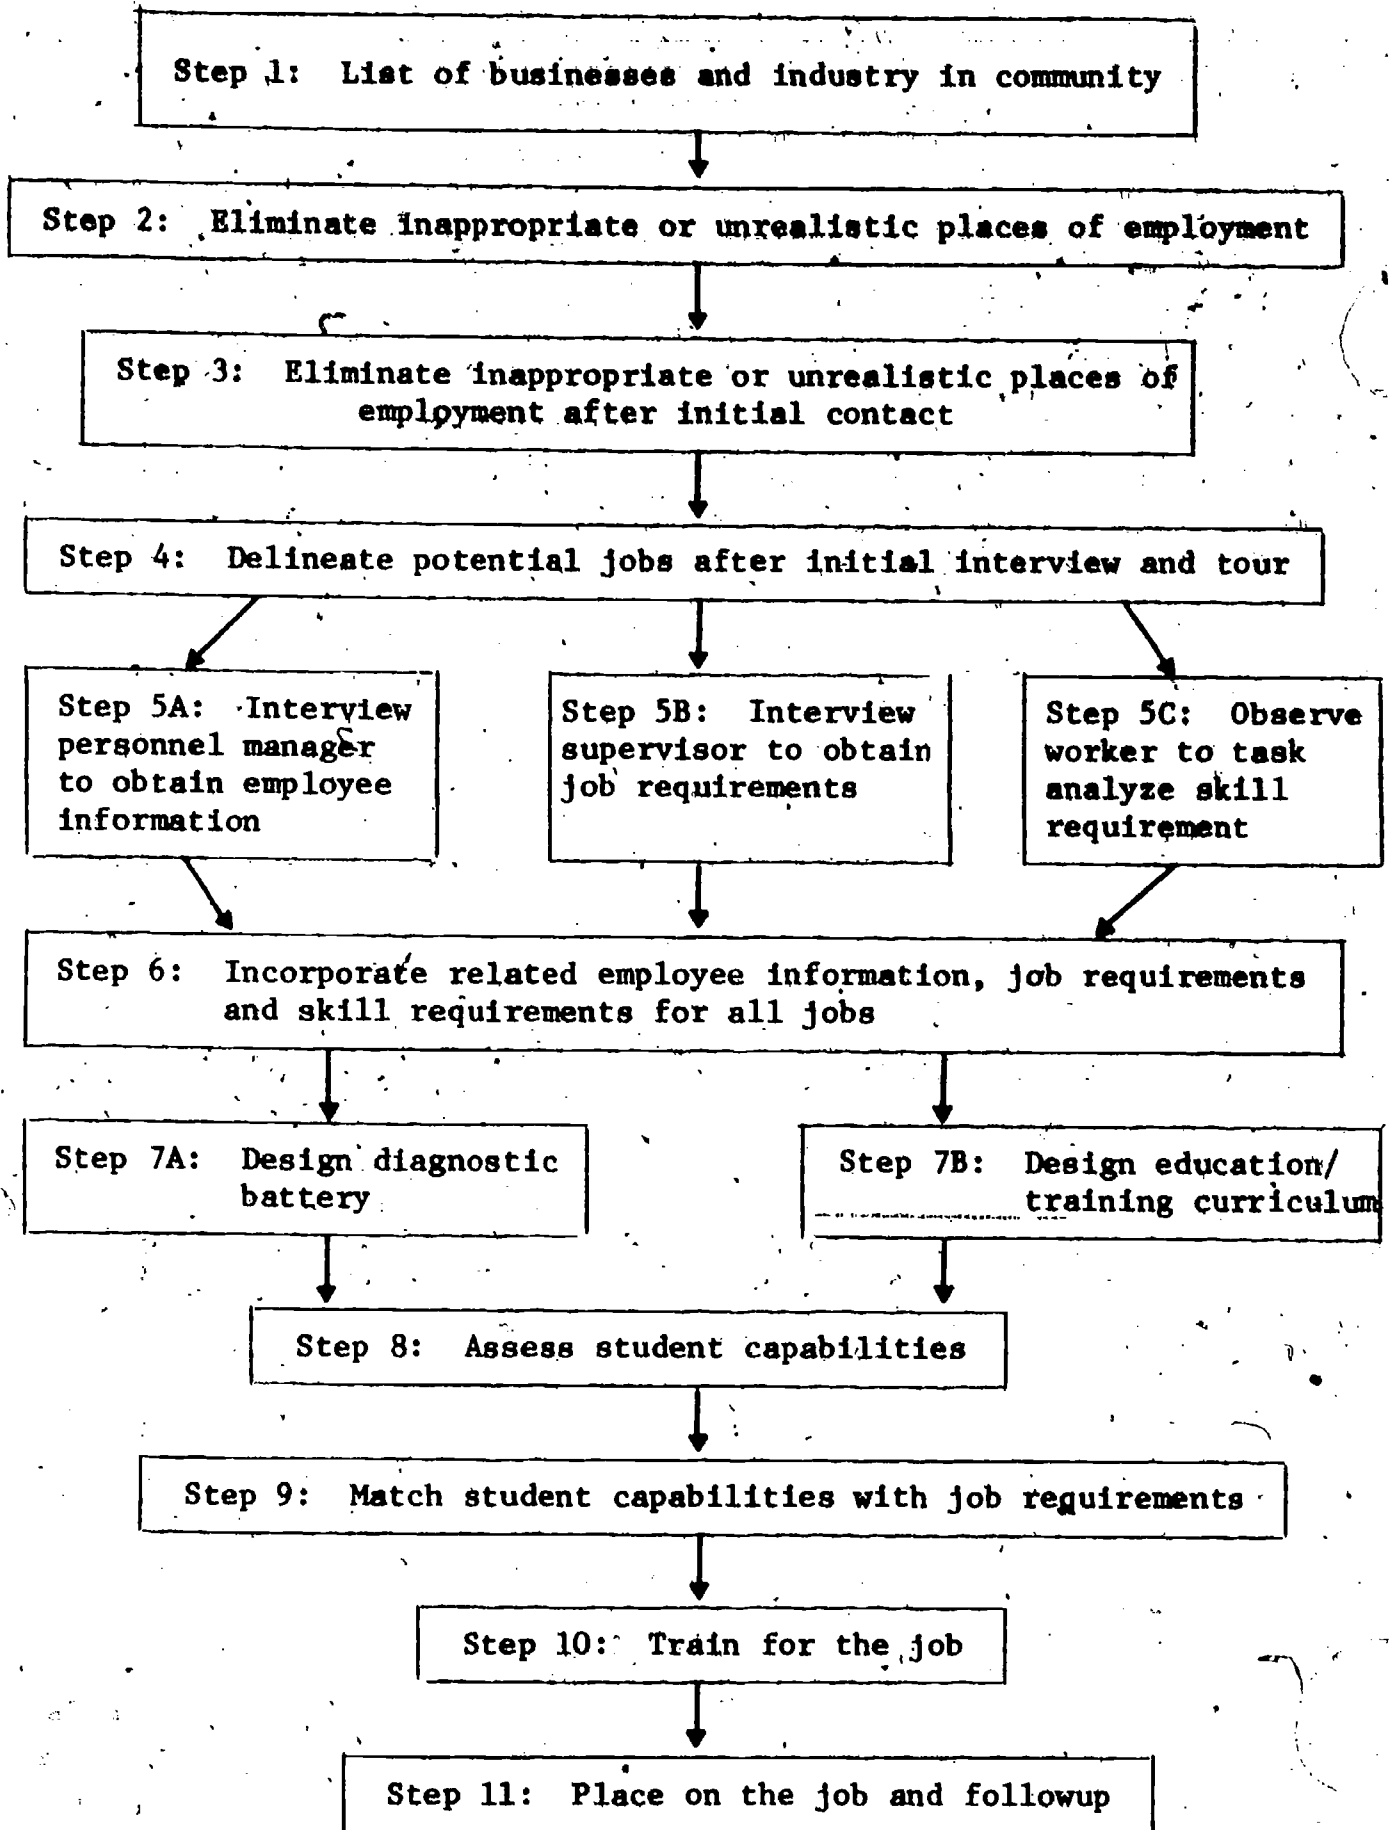 Step 1: List of businesses and industry in community
Step 2: Eliminate inappropriate or unrealistic places of employment
Step 3: Eliminate inappropriate or unrealistic places of
employment after initial contact
Step 4: Delineate potential jobs after initial interview and tour
Step 5A: Interview
personnel manager
to obtain employee
information
Step 5B: Interview
supervisor to obtain
job requirements
Step 5C: Observe
worker to task
analyze skill
requirement
Step 6: Incorporate related employee information, job requirements
and skill requirements for all jobs
Step 7A: Design diagnostic
battery
Step 7B: Design education/
training curriculum
Step 8: Assess student capabilities
Step 9: Match student capabilities with job requirements
Step 10: Train for the job
Step 11: Place on the job and followup